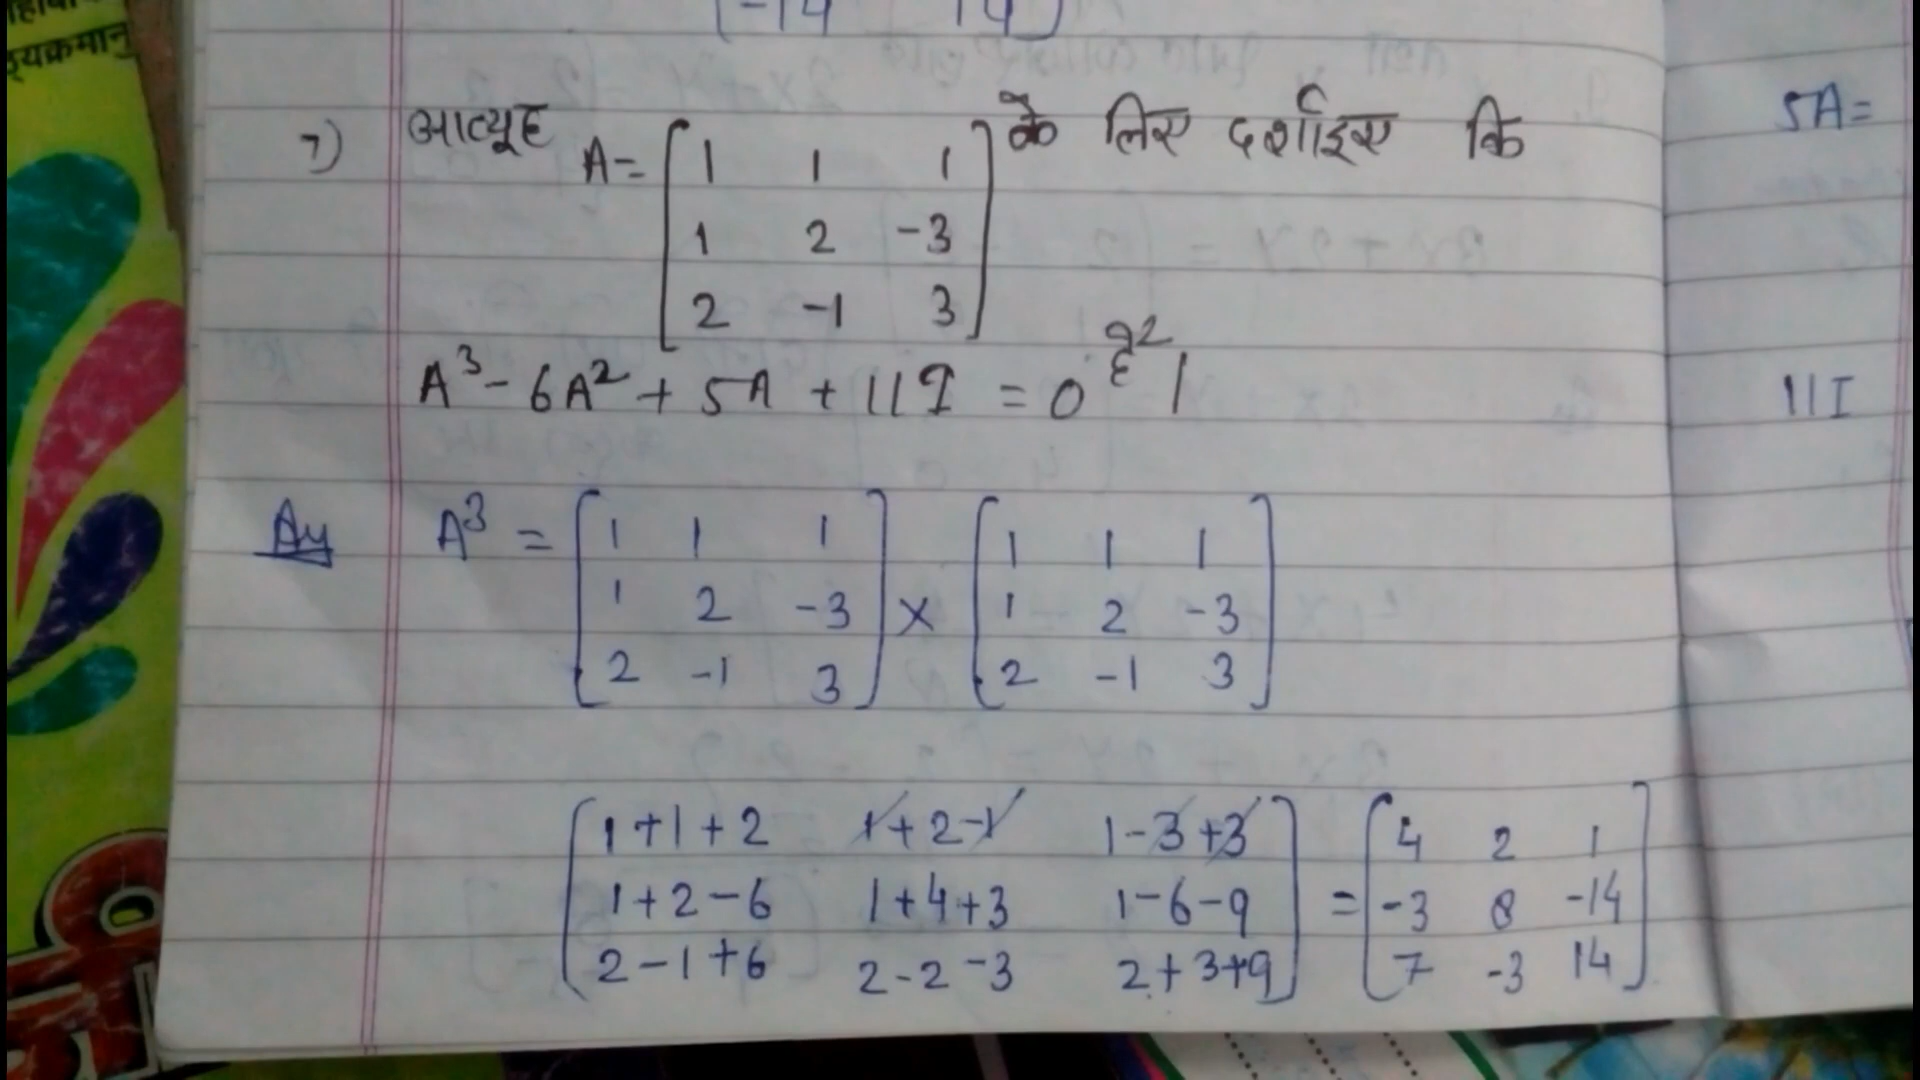 -14 14
7) आव्यूह A = [1 1 1 के लिए दर्शाइए कि
1 2 -3
2 -1 3]
A³ - 6A² + 5A + 11I = 0 है ।
Ay A³ = [1 1 1 × [1 1 1
1 2 -3 1 2 -3
2 -1 3] 2 -1 3]
[1+1+2 1+2-1 1-3+3 = [4 2 1
1+2-6 1+4+3 1-6-9 -3 8 -14
2-1+6 2-2-3 2+3+9] 7 -3 14]
5A=
11I